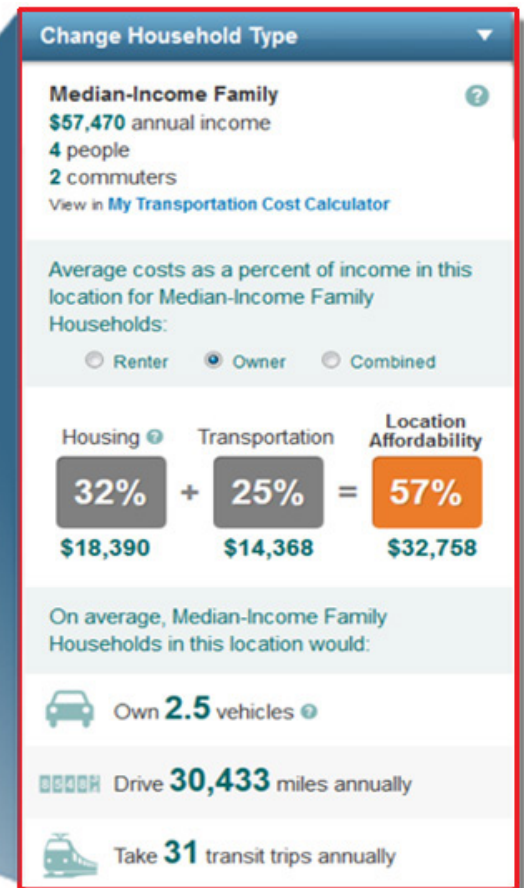 Change Household Type
Median-Income Family
$57,470 annual income
4 people
2 commuters
View in My Transportation Cost Calculator
Average costs as a percent of income in this
location for Median-Income Family
Households:
Renter Owner Combined
Housing ? Transportation Location Affordability
32% + 25% = 57%
$18,390 $14,368 $32,758
On average, Median-Income Family
Households in this location would:
Own 2.5 vehicles ?
Drive 30,433 miles annually
Take 31 transit trips annually